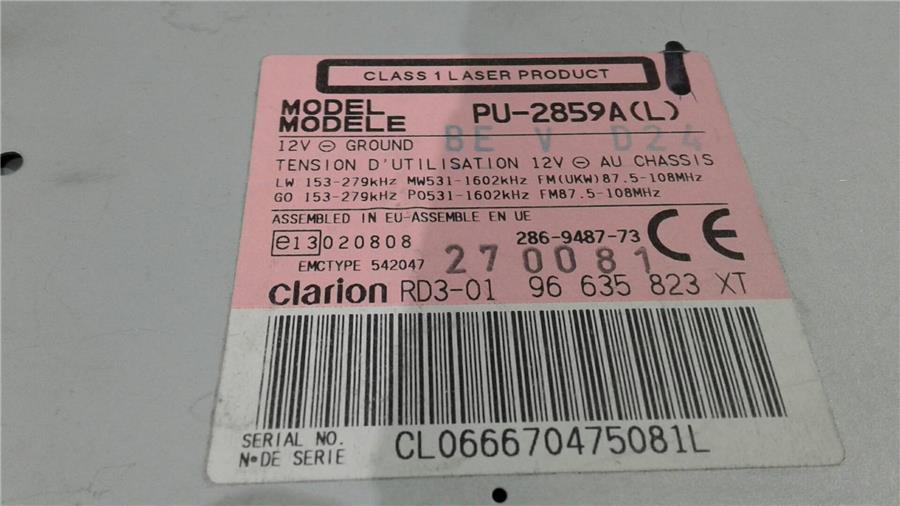 CLASS 1 LASER PRODUCT
MODEL
MODELE PU-2859A(L)
BE V D24
12V ⊖ GROUND
TENSION D'UTILISATION 12V ⊖ AU CHASSIS
LW 153-279kHz MW531-1602kHz FM(UKW)87.5-108MHz
GO 153-279kHz PO531-1602kHz FM87.5-108MHz
ASSEMBLED IN EU-ASSEMBLE EN UE
e13 020808 286-9487-73 CE
EMCTYPE 542047 270081
clarion RD3-01 96 635 823 XT
SERIAL NO.
N° DE SERIE CL066670475081L